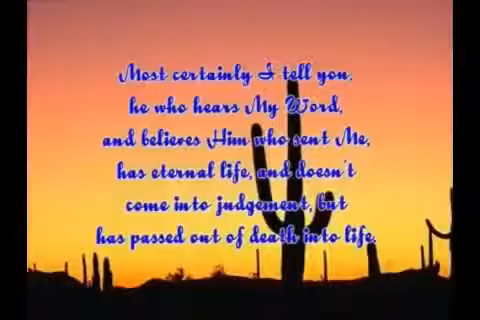 Most certainly I tell you,
he who hears My Word,
and believes Him who sent Me,
has eternal life, and doesn't
come into judgement, but
has passed out of death into life.